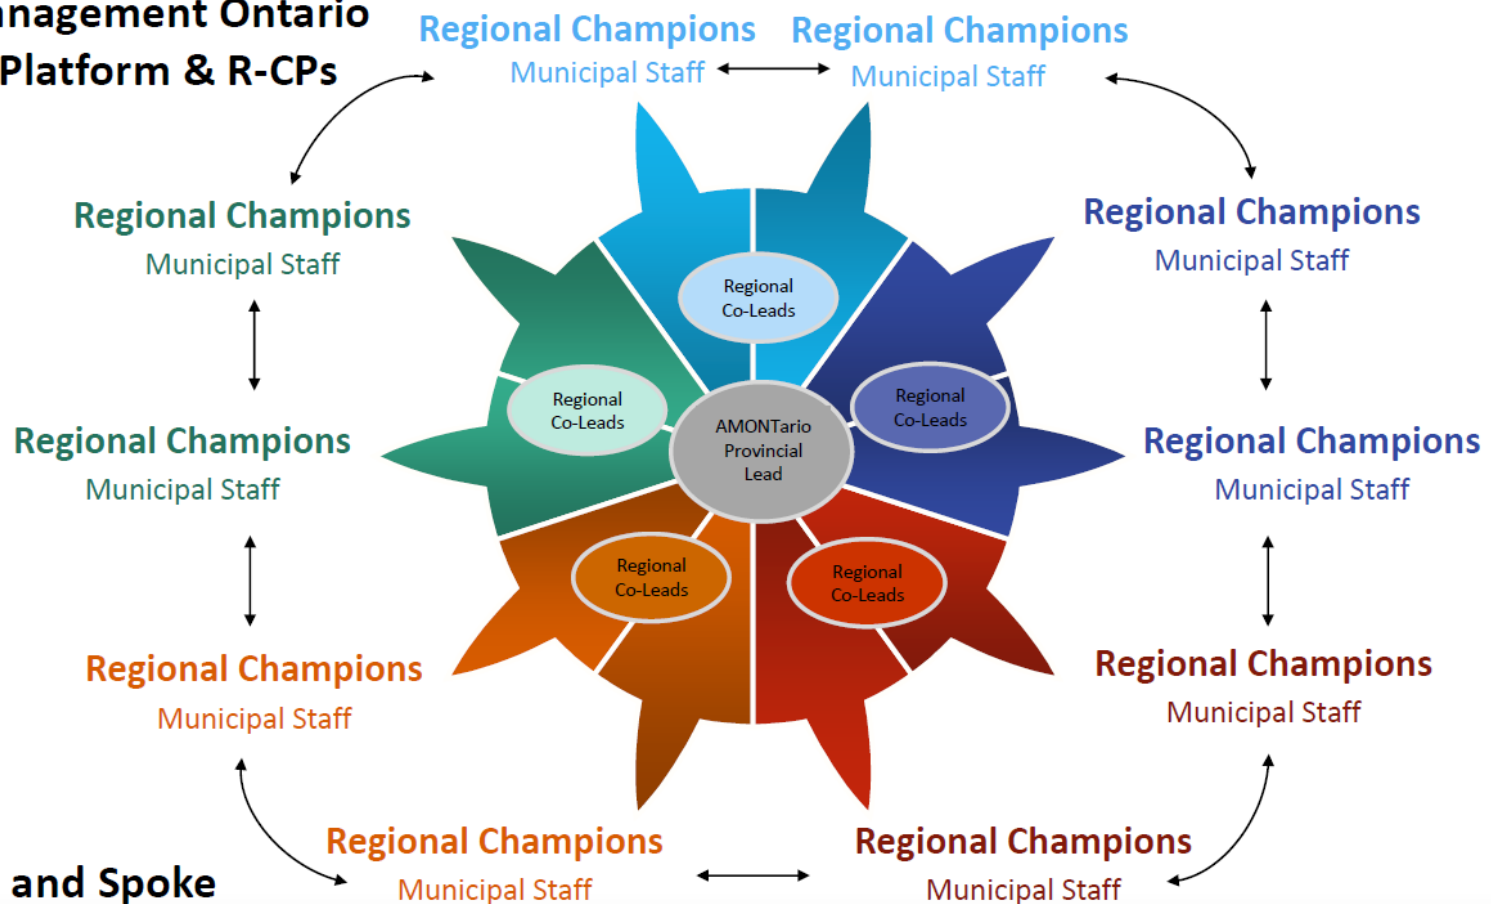 nagement Ontario
Platform & R-CPs
Regional Champions
Municipal Staff
Regional Champions
Municipal Staff
Regional Champions
Municipal Staff
Regional Champions
Municipal Staff
Regional
Co-Leads
Regional
Co-Leads
Regional
Co-Leads
AMONTario
Provincial
Lead
Regional Champions
Municipal Staff
Regional Champions
Municipal Staff
Regional
Co-Leads
Regional
Co-Leads
Regional Champions
Municipal Staff
Regional Champions
Municipal Staff
Regional Champions
Municipal Staff
Regional Champions
Municipal Staff
and Spoke